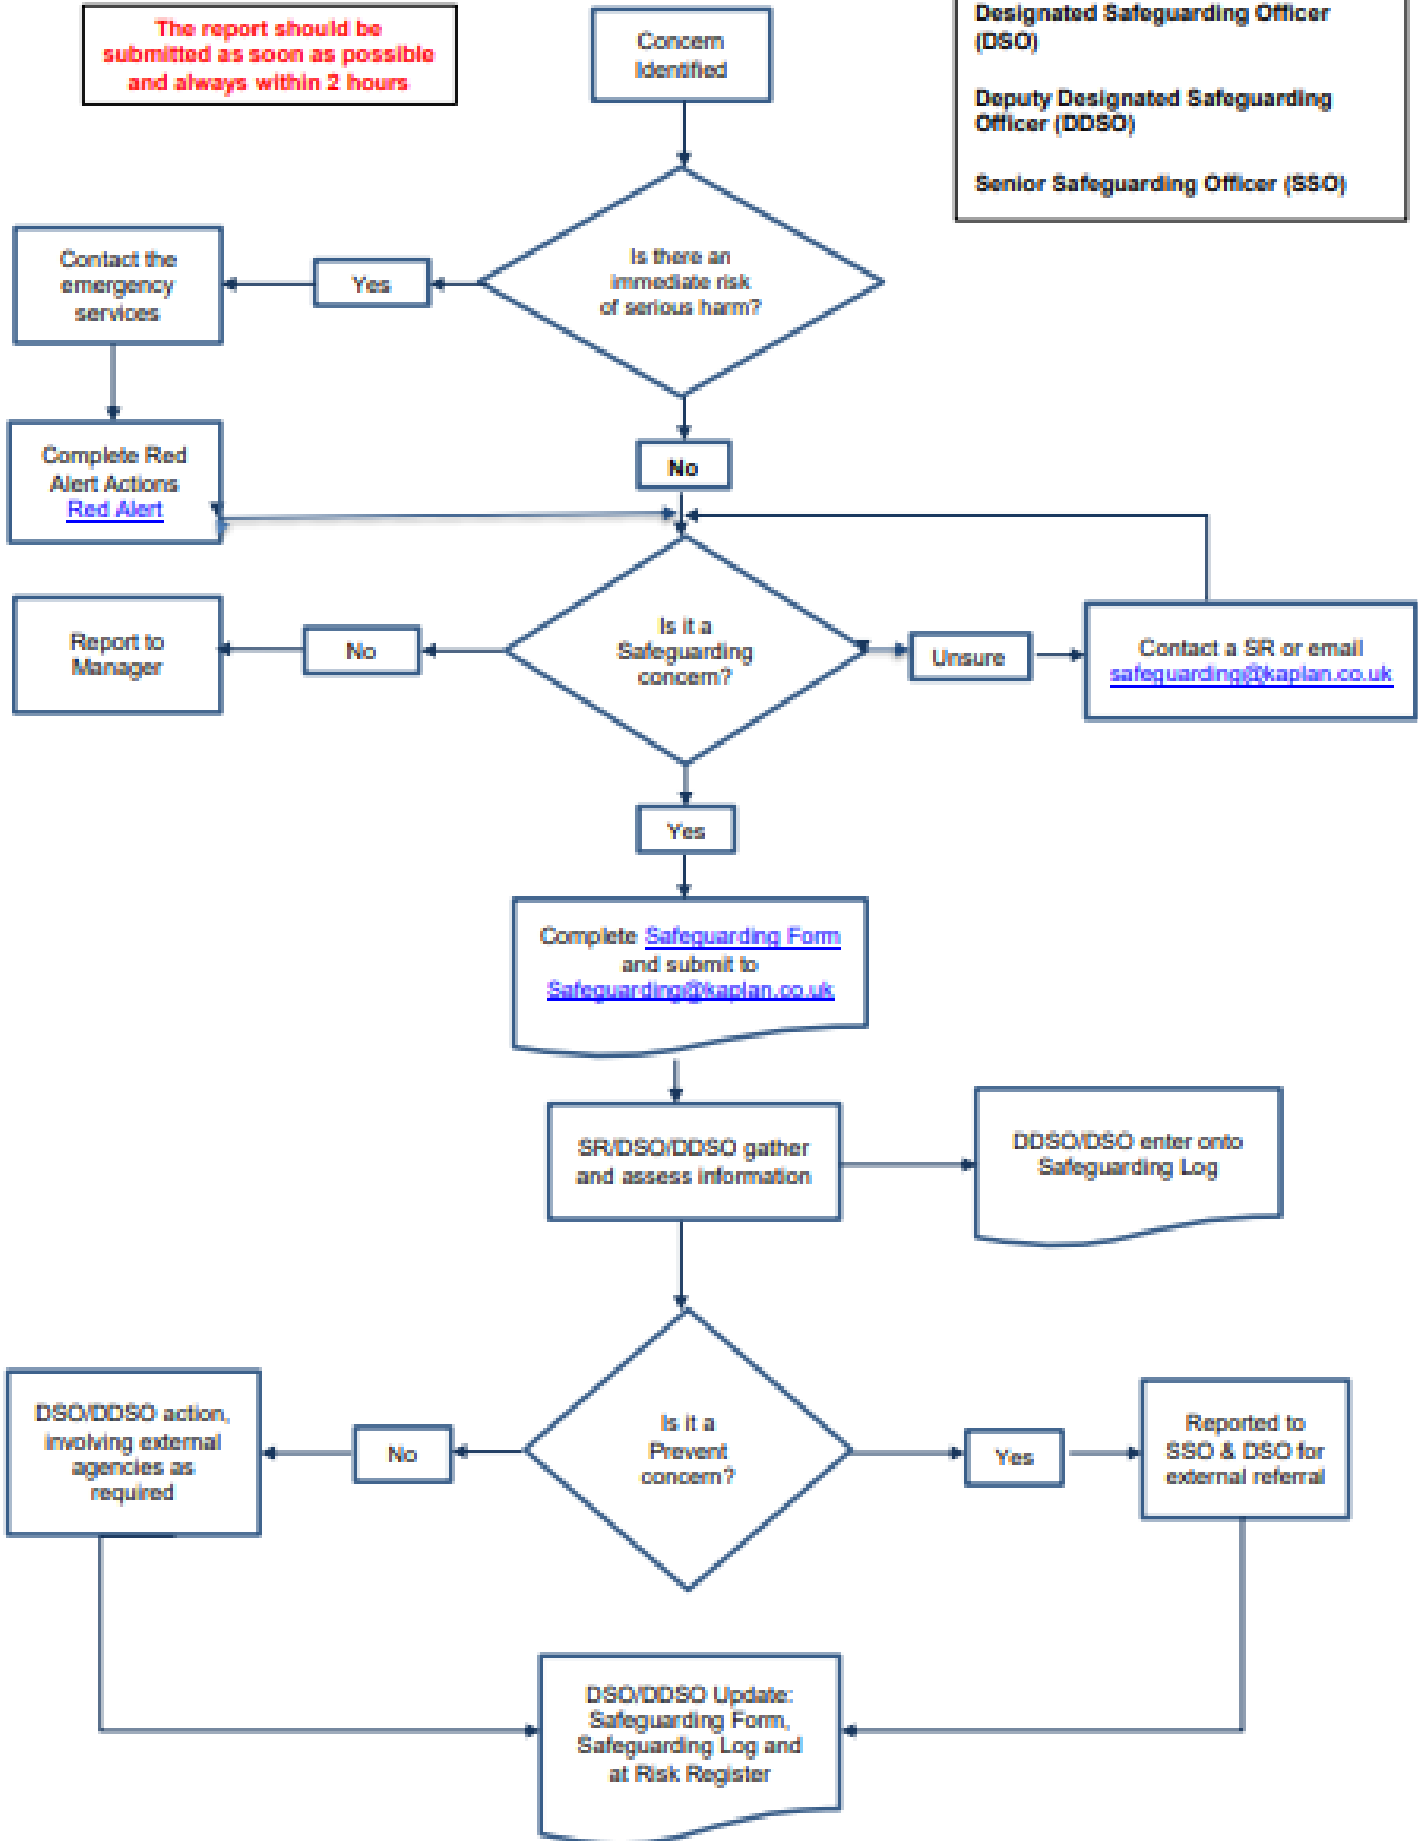 The report should be
submitted as soon as possible
and always within 2 hours
Concern
Identified
Designated Safeguarding Officer
(DSO)
Deputy Designated Safeguarding
Officer (DDSO)
Senior Safeguarding Officer (SSO)
Is there an
immediate risk
of serious harm?
Yes
Contact the
emergency
services
No
Complete Red
Alert Actions
Red Alert
Is it a
Safeguarding
concern?
No
Report to
Manager
Unsure
Contact a SR or email
safeguarding@kaplan.co.uk
Yes
Complete Safeguarding Form
and submit to
Safeguarding@kaplan.co.uk
SR/DSO/DDSO gather
and assess information
DDSO/DSO enter onto
Safeguarding Log
Is it a
Prevent
concern?
No
DSO/DDSO action,
involving external
agencies as
required
Yes
Reported to
SSO & DSO for
external referral
DSO/DDSO Update:
Safeguarding Form,
Safeguarding Log and
at Risk Register